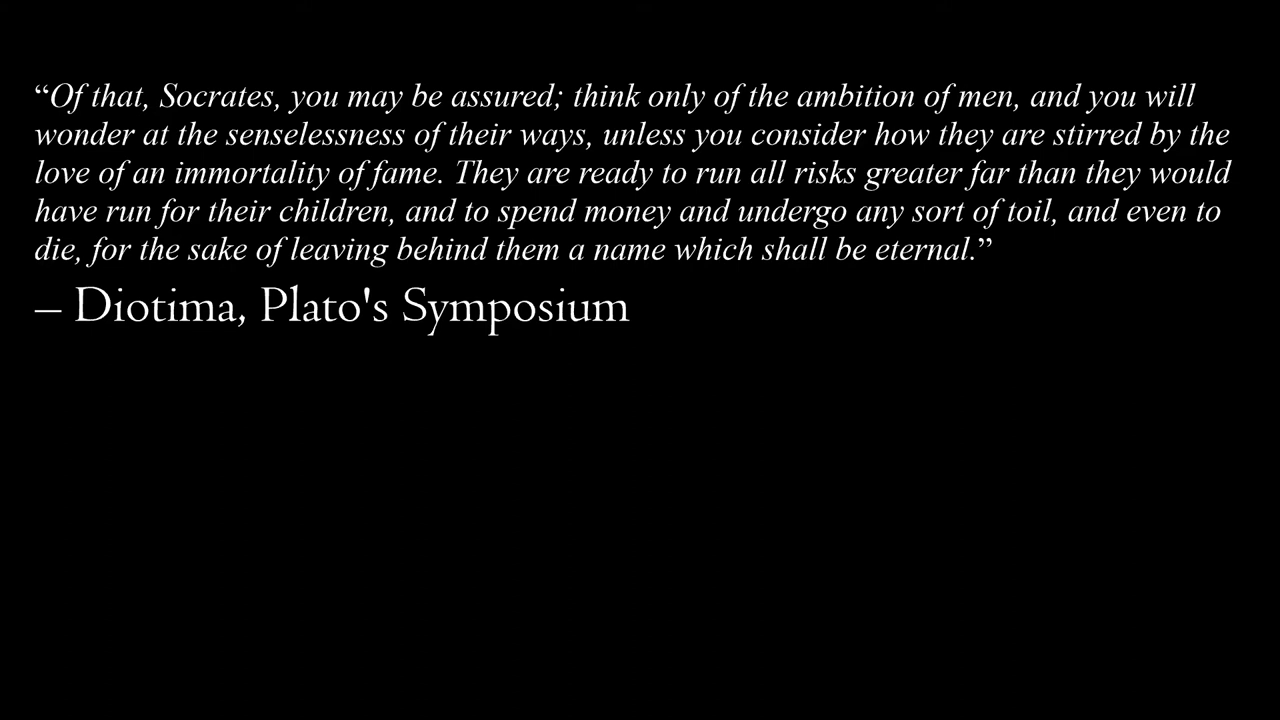 “Of that, Socrates, you may be assured; think only of the ambition of men, and you will
wonder at the senselessness of their ways, unless you consider how they are stirred by the
love of an immortality of fame. They are ready to run all risks greater far than they would
have run for their children, and to spend money and undergo any sort of toil, and even to
die, for the sake of leaving behind them a name which shall be eternal.”
– Diotima, Plato's Symposium